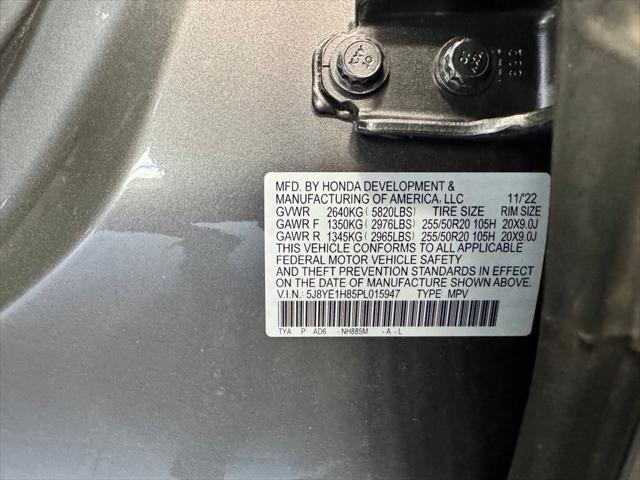 MFD. BY HONDA DEVELOPMENT &
MANUFACTURING OF AMERICA, LLC 11/'22
GVWR 2640KG( 5820LBS) TIRE SIZE RIM SIZE
GAWR F 1350KG( 2976LBS) 255/50R20 105H 20X9.0J
GAWR R 1345KG( 2965LBS) 255/50R20 105H 20X9.0J
THIS VEHICLE CONFORMS TO ALL APPLICABLE
FEDERAL MOTOR VEHICLE SAFETY
AND THEFT PREVENTION STANDARDS IN EFFECT
ON THE DATE OF MANUFACTURE SHOWN ABOVE.
V.I.N.: 5J8YE1H85PL015947 TYPE: MPV
TYA P AD6 - NH885M - A - L